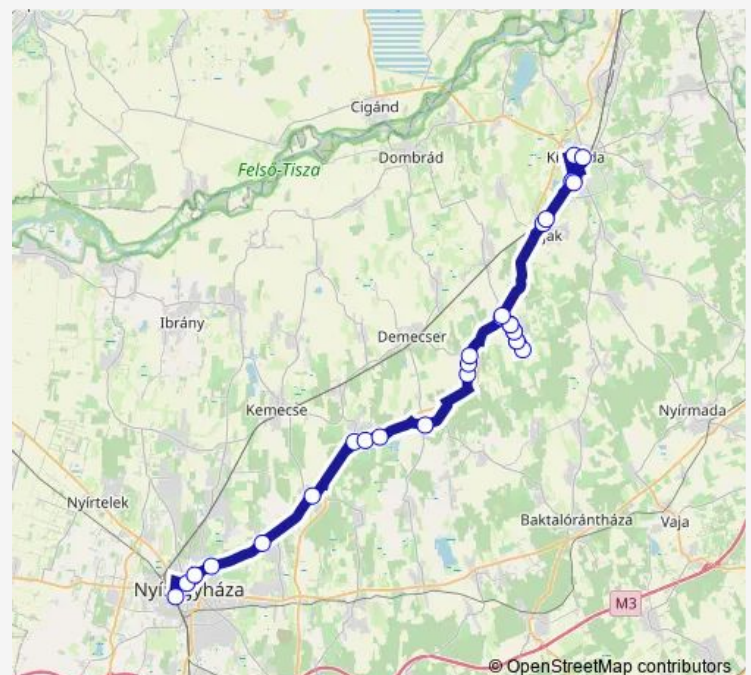 Cigánd
Dombrád
Felső-Tisza
Ibrány
Demecser
Kemecse
Nyírmada
Nyírtelek
Baktalórántháza
Vaja
M3
© OpenStreetMap contributors